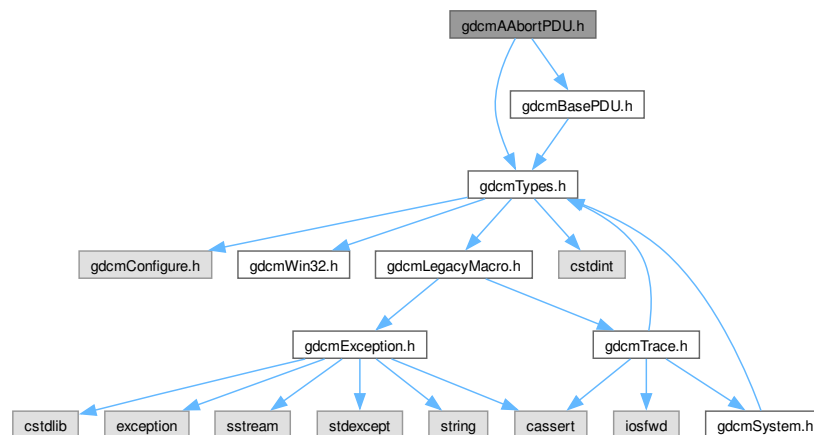 gdcmAAbortPDU.h
gdcmBasePDU.h
gdcmTypes.h
gdcmConfigure.h
gdcmWin32.h
gdcmLegacyMacro.h
cstdint
gdcmException.h
gdcmTrace.h
cstdlib
exception
sstream
stdexcept
string
cassert
iosfwd
gdcmSystem.h